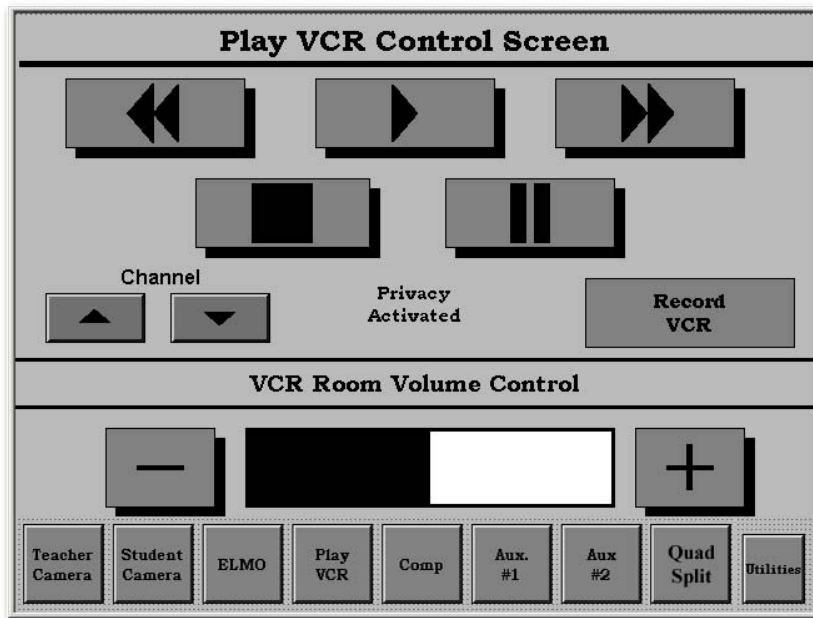 Play VCR Control Screen
Channel
Privacy
Activated
Record
VCR
VCR Room Volume Control
Teacher
Camera
Student
Camera
ELMO
Play
VCR
Comp
Aux.
#1
Aux
#2
Quad
Split
Utilities